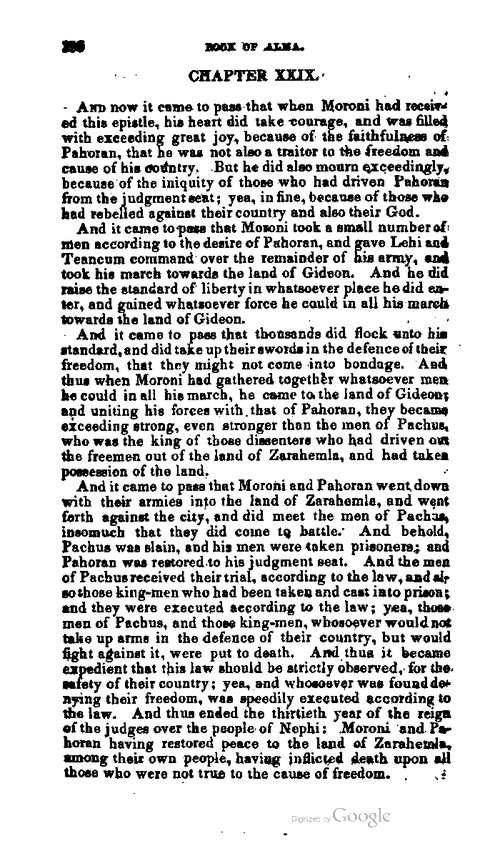 396 BOOK OF ALMA.
CHAPTER XXIX.
AND now it came to pass that when Moroni had receiv-
ed this epistle, his heart did take courage, and was filled
with exceeding great joy, because of the faithfulness of
Pahoran, that he was not also a traitor to the freedom and
cause of his country. But he did also mourn exceedingly,
because of the iniquity of those who had driven Pahoran
from the judgment seat; yea, in fine, because of those who
had rebelled against their country and also their God.
And it came to pass that Moroni took a small number of
men according to the desire of Pahoran, and gave Lehi and
Teancum command over the remainder of his army, and
took his march towards the land of Gideon. And he did
raise the standard of liberty in whatsoever place he did en-
ter, and gained whatsoever force he could in all his march
towards the land of Gideon.
And it came to pass that thousands did flock unto his
standard, and did take up their swords in the defence of their
freedom, that they might not come into bondage. And
thus when Moroni had gathered together whatsoever men
he could in all his march, he came to the land of Gideon;
and uniting his forces with that of Pahoran, they became
exceeding strong, even stronger than the men of Pachus,
who was the king of those dissenters who had driven out
the freemen out of the land of Zarahemla, and had taken
possession of the land.
And it came to pass that Moroni and Pahoran went down
with their armies into the land of Zarahemla, and went
forth against the city, and did meet the men of Pachus,
insomuch that they did come to battle. And behold,
Pachus was slain, and his men were taken prisoners; and
Pahoran was restored to his judgment seat. And the men
of Pachus received their trial, according to the law, and al-
so those king-men who had been taken and cast into prison;
and they were executed according to the law; yea, those
men of Pachus, and those king-men, whosoever would not
take up arms in the defence of their country, but would
fight against it, were put to death. And thus it became
expedient that this law should be strictly observed, for the
safety of their country; yea, and whosoever was found de-
nying their freedom, was speedily executed according to
the law. And thus ended the thirtieth year of the reign
of the judges over the people of Nephi: Moroni and Pa-
horan having restored peace to the land of Zarahemla,
among their own people, having inflicted death upon all
those who were not true to the cause of freedom.
Digitized by Google